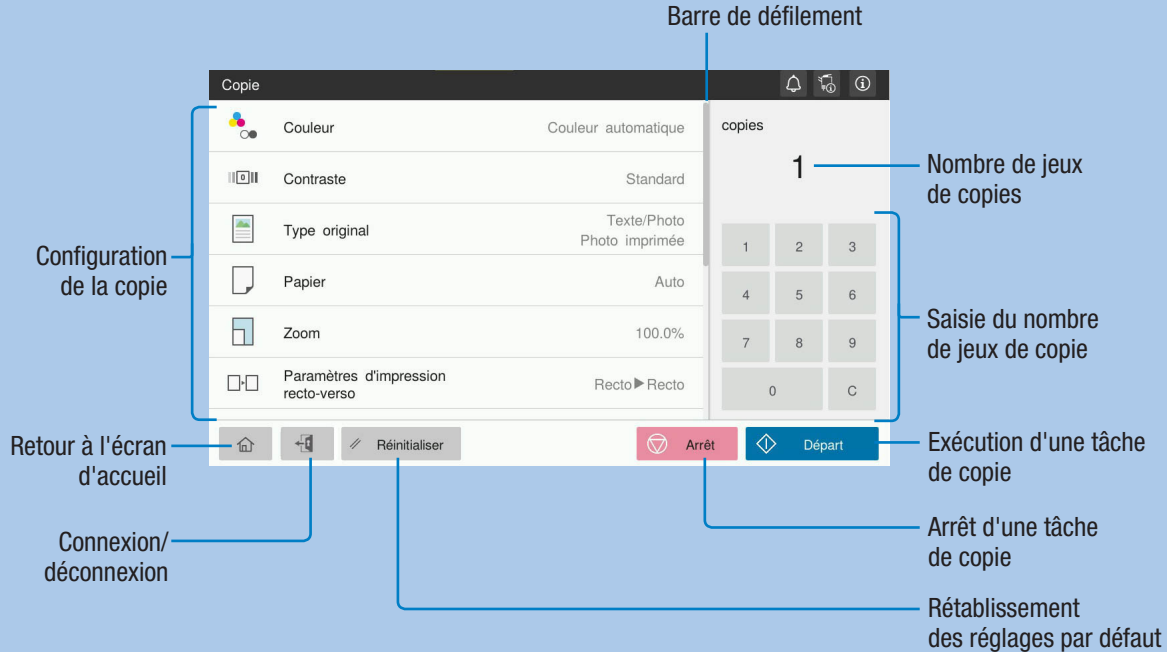 Barre de défilement
Copie
Couleur
Couleur automatique
copies
1
Contraste
0
Standard
Type original
Texte/Photo
Photo imprimée
Papier
Auto
Zoom
100.0%
Paramètres d'impression
recto-verso
Recto▶Recto
1 2 3
4 5 6
7 8 9
0 C
Réinitialiser
Arrêt
Départ
Configuration
de la copie
Retour à l'écran
d'accueil
Connexion/
déconnexion
Nombre de jeux
de copies
Saisie du nombre
de jeux de copie
Exécution d'une tâche
de copie
Arrêt d'une tâche
de copie
Rétablissement
des réglages par défaut